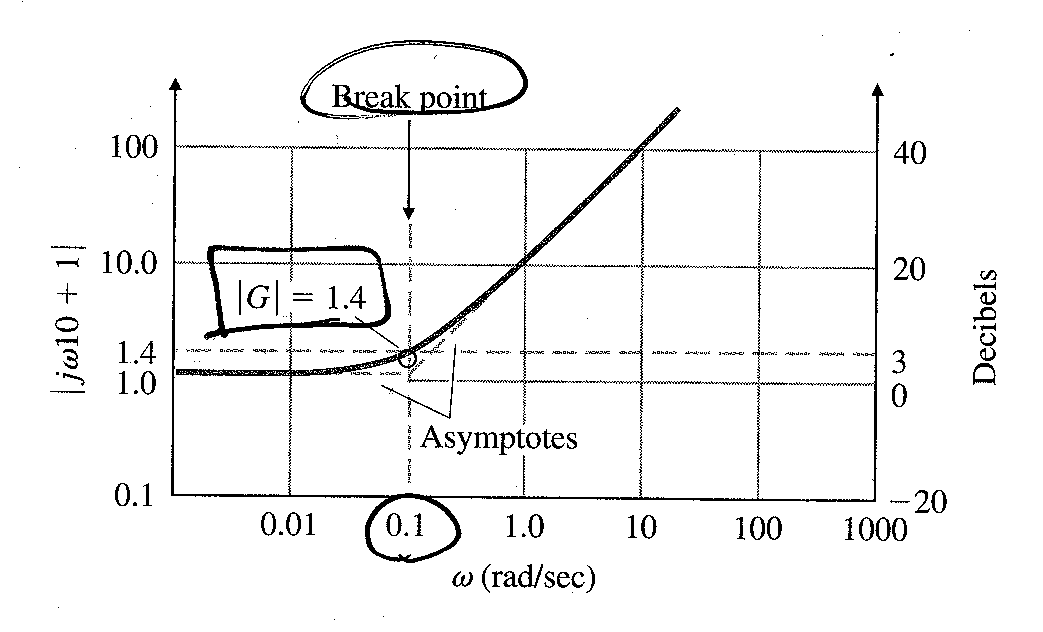 Break point
100
40
10.0
20
|G| = 1.4
1.4
3
1.0
0
|jω10 + 1|
Decibels
Asymptotes
0.1
−20
0.01
0.1
1.0
10
100
1000
ω (rad/sec)